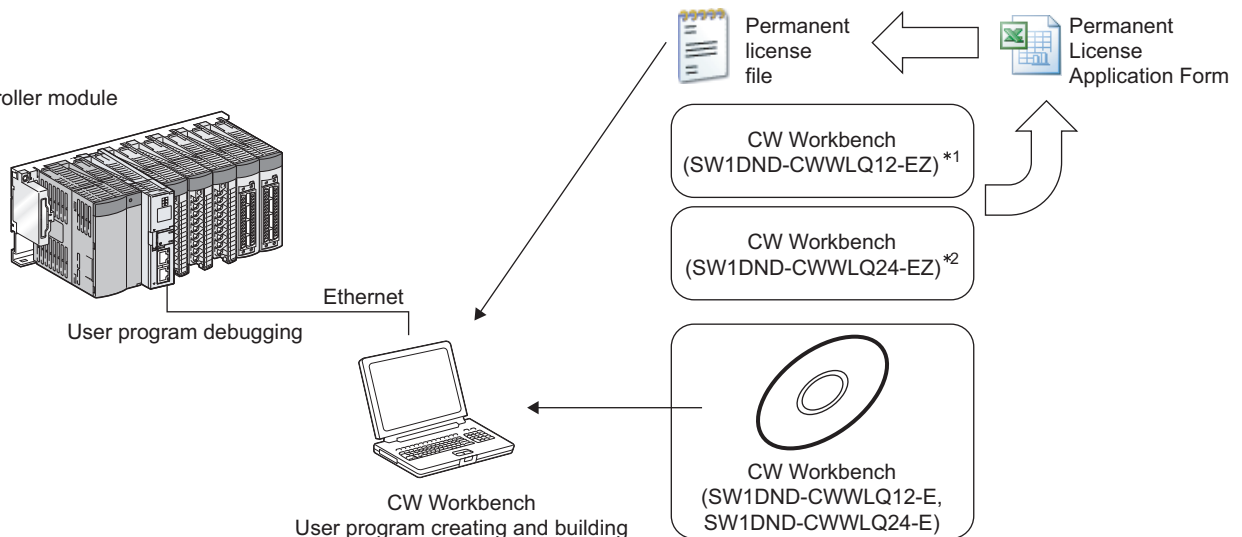 Permanent
license
file
Permanent
License
Application Form
roller module
CW Workbench
(SW1DND-CWWLQ12-EZ) *1
CW Workbench
(SW1DND-CWWLQ24-EZ)*2
Ethernet
User program debugging
CW Workbench
User program creating and building
CW Workbench
(SW1DND-CWWLQ12-E,
SW1DND-CWWLQ24-E)